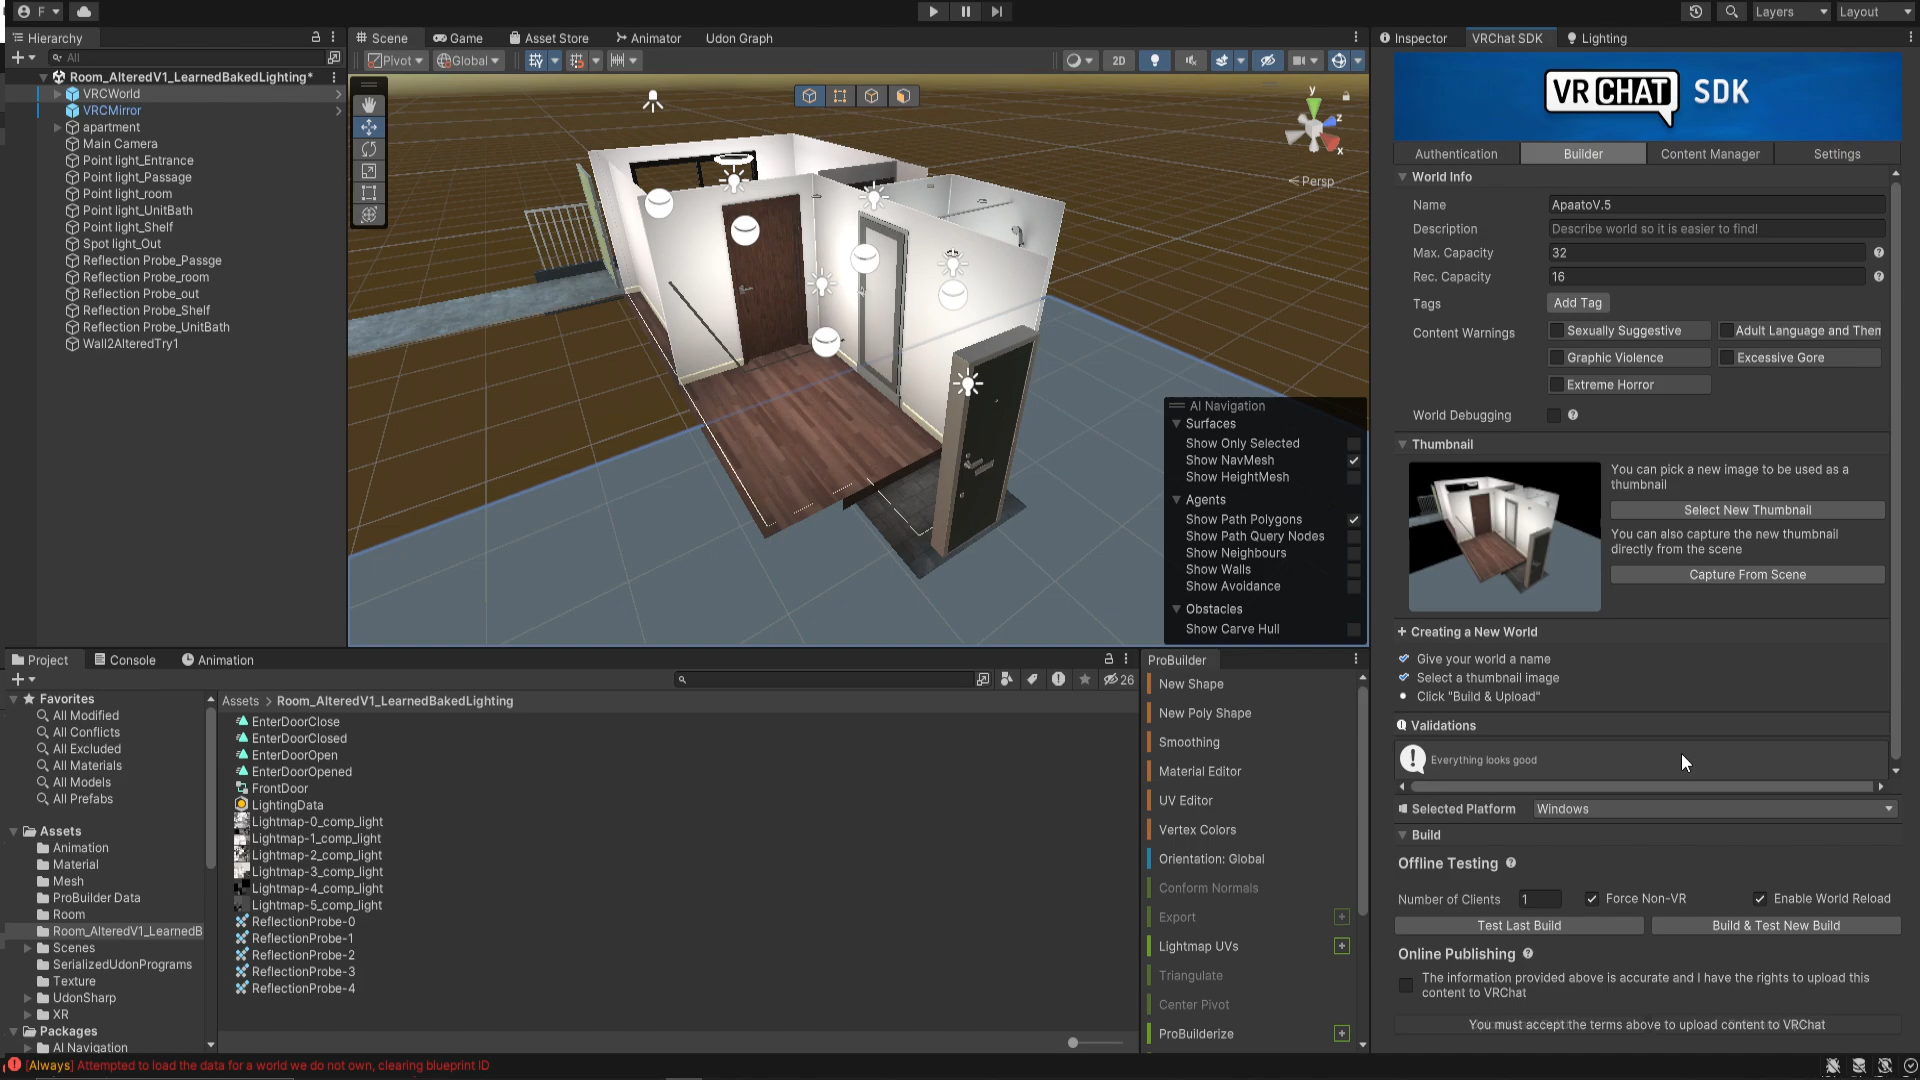 F
Layers
Layout
Hierarchy
All
Room_AlteredV1_LearnedBakedLighting*
VRCWorld
VRCMirror
apartment
Main Camera
Point light_Entrance
Point light_Passage
Point light_room
Point light_UnitBath
Point light_Shelf
Spot light_Out
Reflection Probe_Passge
Reflection Probe_room
Reflection Probe_out
Reflection Probe_Shelf
Reflection Probe_UnitBath
Wall2AlteredTry1
Scene
Game
Asset Store
Animator
Udon Graph
Pivot
Global
2D
y
z
x
Persp
AI Navigation
Surfaces
Show Only Selected
Show NavMesh
Show HeightMesh
Agents
Show Path Polygons
Show Path Query Nodes
Show Neighbours
Show Walls
Show Avoidance
Obstacles
Show Carve Hull
Inspector
VRChat SDK
Lighting
VR CHAT SDK
Authentication
Builder
Content Manager
Settings
World Info
Name
ApaatoV.5
Description
Describe world so it is easier to find!
Max. Capacity
32
Rec. Capacity
16
Tags
Add Tag
Content Warnings
Sexually Suggestive
Adult Language and Then
Graphic Violence
Excessive Gore
Extreme Horror
World Debugging
Thumbnail
You can pick a new image to be used as a
thumbnail
Select New Thumbnail
You can also capture the new thumbnail
directly from the scene
Capture From Scene
Creating a New World
Give your world a name
Select a thumbnail image
Click "Build & Upload"
Validations
Everything looks good
Selected Platform
Windows
Build
Offline Testing
Number of Clients
1
Force Non-VR
Enable World Reload
Test Last Build
Build & Test New Build
Online Publishing
The information provided above is accurate and I have the rights to upload this
content to VRChat
You must accept the terms above to upload content to VRChat
Project
Console
Animation
26
Favorites
All Modified
All Conflicts
All Excluded
All Materials
All Models
All Prefabs
Assets
Animation
Material
Mesh
ProBuilder Data
Room
Room_AlteredV1_LearnedB
Scenes
SerializedUdonPrograms
Texture
UdonSharp
XR
Packages
AI Navigation
Assets > Room_AlteredV1_LearnedBakedLighting
EnterDoorClose
EnterDoorClosed
EnterDoorOpen
EnterDoorOpened
FrontDoor
LightingData
Lightmap-0_comp_light
Lightmap-1_comp_light
Lightmap-2_comp_light
Lightmap-3_comp_light
Lightmap-4_comp_light
Lightmap-5_comp_light
ReflectionProbe-0
ReflectionProbe-1
ReflectionProbe-2
ReflectionProbe-3
ReflectionProbe-4
ProBuilder
New Shape
New Poly Shape
Smoothing
Material Editor
UV Editor
Vertex Colors
Orientation: Global
Conform Normals
Export
Lightmap UVs
Triangulate
Center Pivot
ProBuilderize
[Always] Attempted to load the data for a world we do not own, clearing blueprint ID